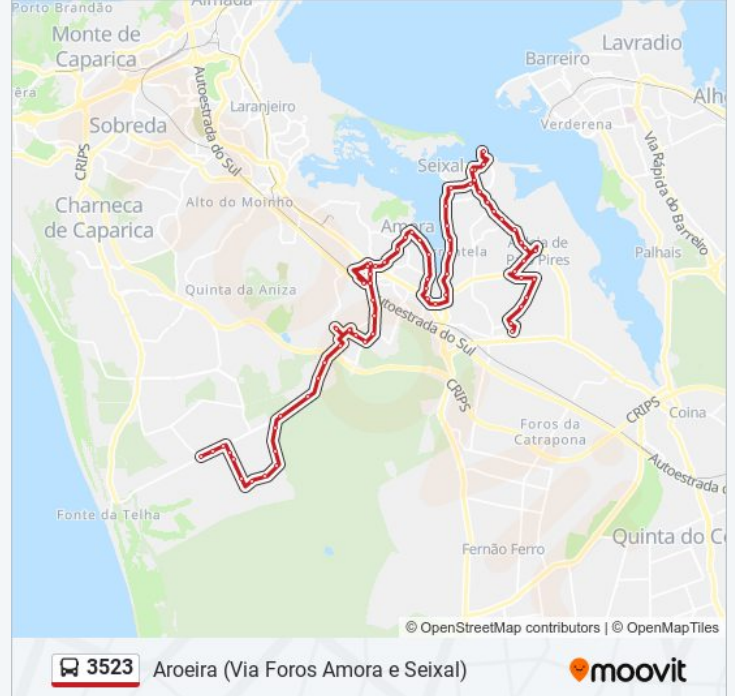 Porto Brandão
Almada
Monte de
Caparica
Lavradio
Barreiro
Laranjeiro
Autoestrada do Sul
Sobreda
Verderena
Via Rápida do Barreiro
CRIPS
Seixal
Alto do Moinho
Charneca
de Caparica
Amora
Palhais
Quinta da Aniza
Autoestrada do Sul
CRIPS
CRIPS
Coina
Foros da
Catrapona
Autoestrada d
Fonte da Telha
Fernão Ferro
Quinta do C
© OpenStreetMap contributors | © OpenMapTiles
3523 Aroeira (Via Foros Amora e Seixal)
moovit